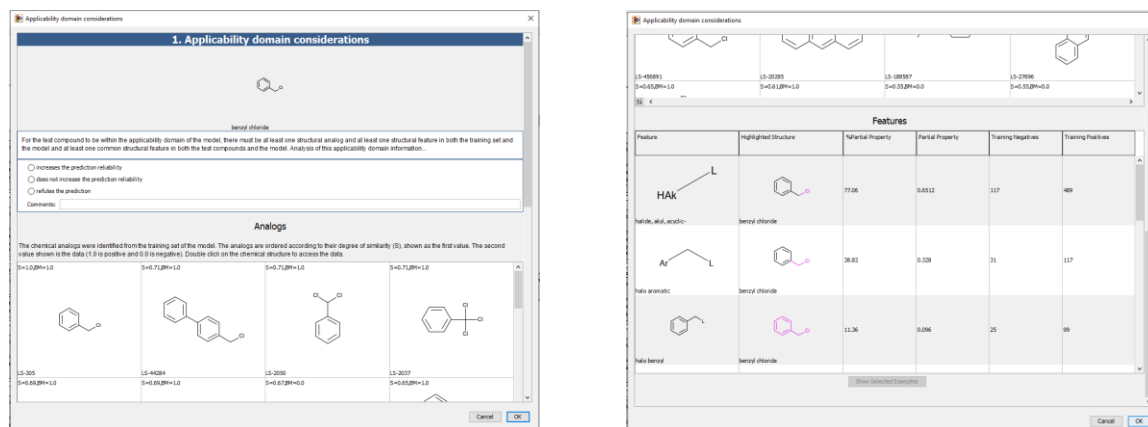 Applicability domain considerations
1. Applicability domain considerations
Cl
benzyl chloride
For the test compound to be within the applicability domain of the model, there must be at least one structural analog and at least one structural feature in both the training set and
the model and at least one common structural feature in both the test compounds and the model. Analysis of this applicability domain information...
increases the prediction reliability
does not increase the prediction reliability
refutes the prediction
Comments:
Analogs
The chemical analogs were identified from the training set of the model. The analogs are ordered according to their degree of similarity (S), shown as the first value. The second
value shown is the data (1.0 is positive and 0.0 is negative). Double click on the chemical structure to access the data.
S=1.0,BM=1.0 S=0.71,BM=1.0 S=0.71,BM=1.0 S=0.71,BM=1.0
Cl Cl Cl Cl Cl Cl Cl
LS-305 LS-44284 LS-2058 LS-2037
S=0.69,BM=1.0 S=0.69,BM=1.0 S=0.67,BM=0.0 S=0.65,BM=1.0
Cancel OK
Applicability domain considerations
Cl
LS-456891 LS-20285 LS-188587 LS-27696
S=0.65,BM=1.0 S=0.61,BM=1.0 S=0.55,BM=0.0 S=0.55,BM=0.0
Features
Feature Highlighted Structure %Partial Property Partial Property Training Negatives Training Positives
HAk L Cl 77.06 0.6512 117 489
halide, alkyl, acyclic- benzyl chloride
Ar L Cl 38.82 0.328 31 117
halo aromatic benzyl chloride
L Cl 11.36 0.096 25 99
halo benzyl benzyl chloride
Show Selected Examples
Cancel OK